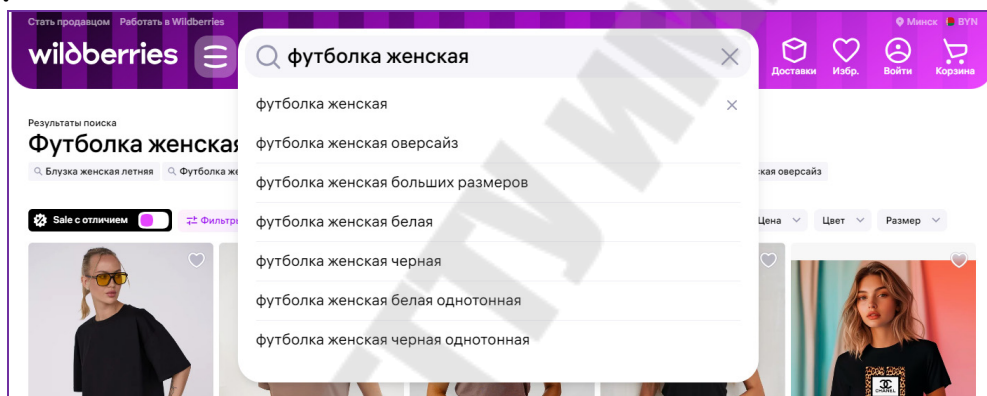 Стать продавцом Работать в Wildberries
Минск BYN
wildberries
футболка женская
Доставки Избр. Войти Корзина
футболка женская
футболка женская оверсайз
футболка женская больших размеров
футболка женская белая
футболка женская черная
футболка женская белая однотонная
футболка женская черная однотонная
Результаты поиска
Футболка женская
Блузка женская летняя Футболка же
кая оверсайз
Sale с отличием Фильтры
Цена Цвет Размер
CHANEL